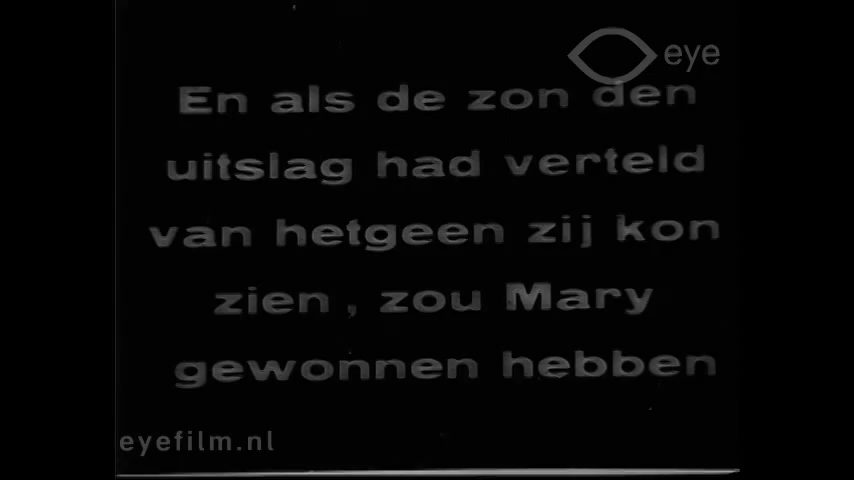 eye
En als de zon den
uitslag had verteld
van hetgeen zij kon
zien, zou Mary
gewonnen hebben
eyefilm.nl